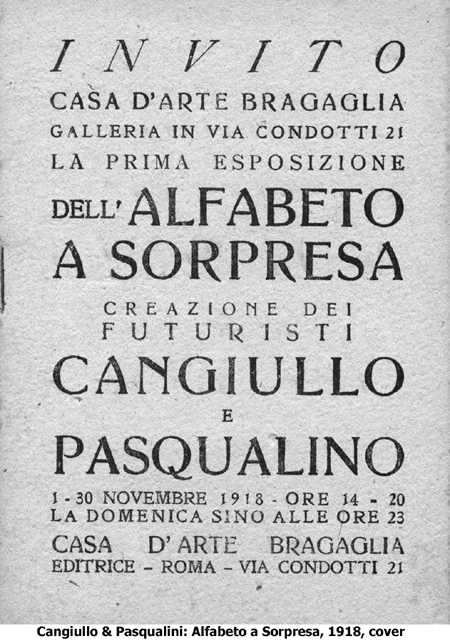 INVITO
CASA D'ARTE BRAGAGLIA
GALLERIA IN VIA CONDOTTI 21
LA PRIMA ESPOSIZIONE
DELL'ALFABETO
A SORPRESA
CREAZIONE DEI
FUTURISTI
CANGIULLO
E
PASQUALINO
1-30 NOVEMBRE 1918 - ORE 14 - 20
LA DOMENICA SINO ALLE ORE 23
CASA D'ARTE BRAGAGLIA
EDITRICE - ROMA - VIA CONDOTTI 21
Cangiullo & Pasqualini: Alfabeto a Sorpresa, 1918, cover